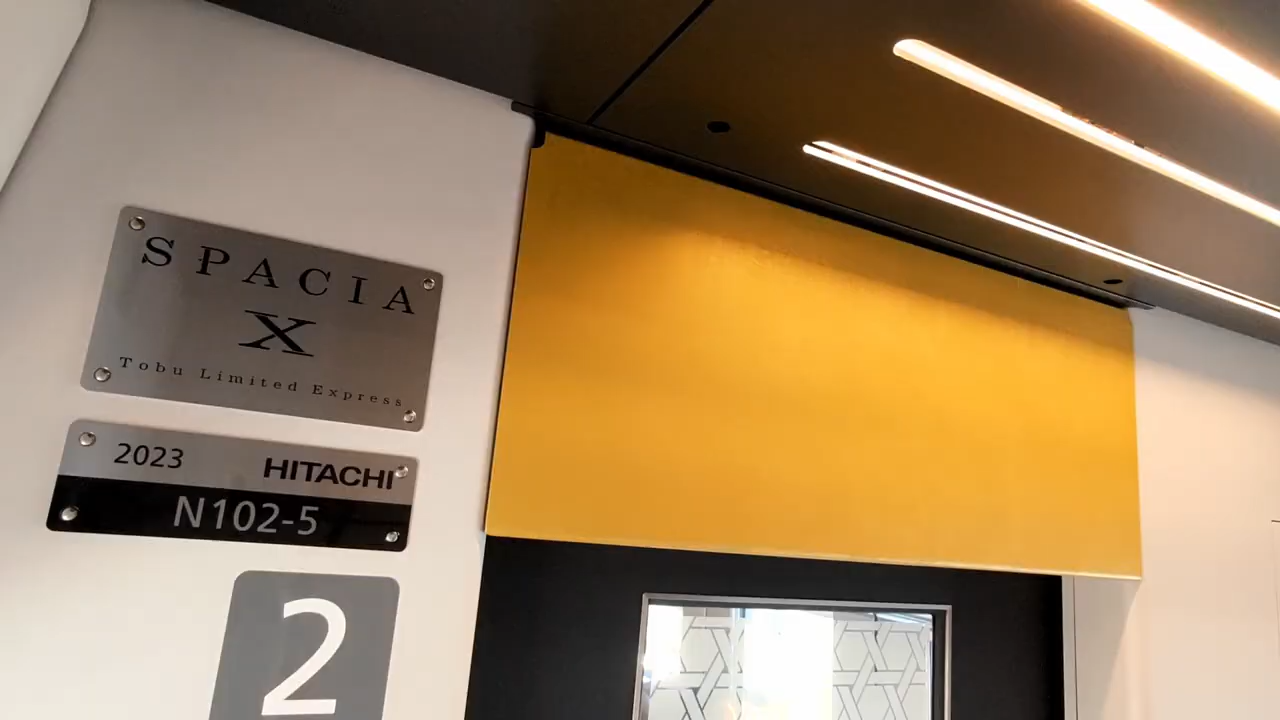 SPACIA
X
Tobu Limited Express
2023 HITACHI
N102-5
2